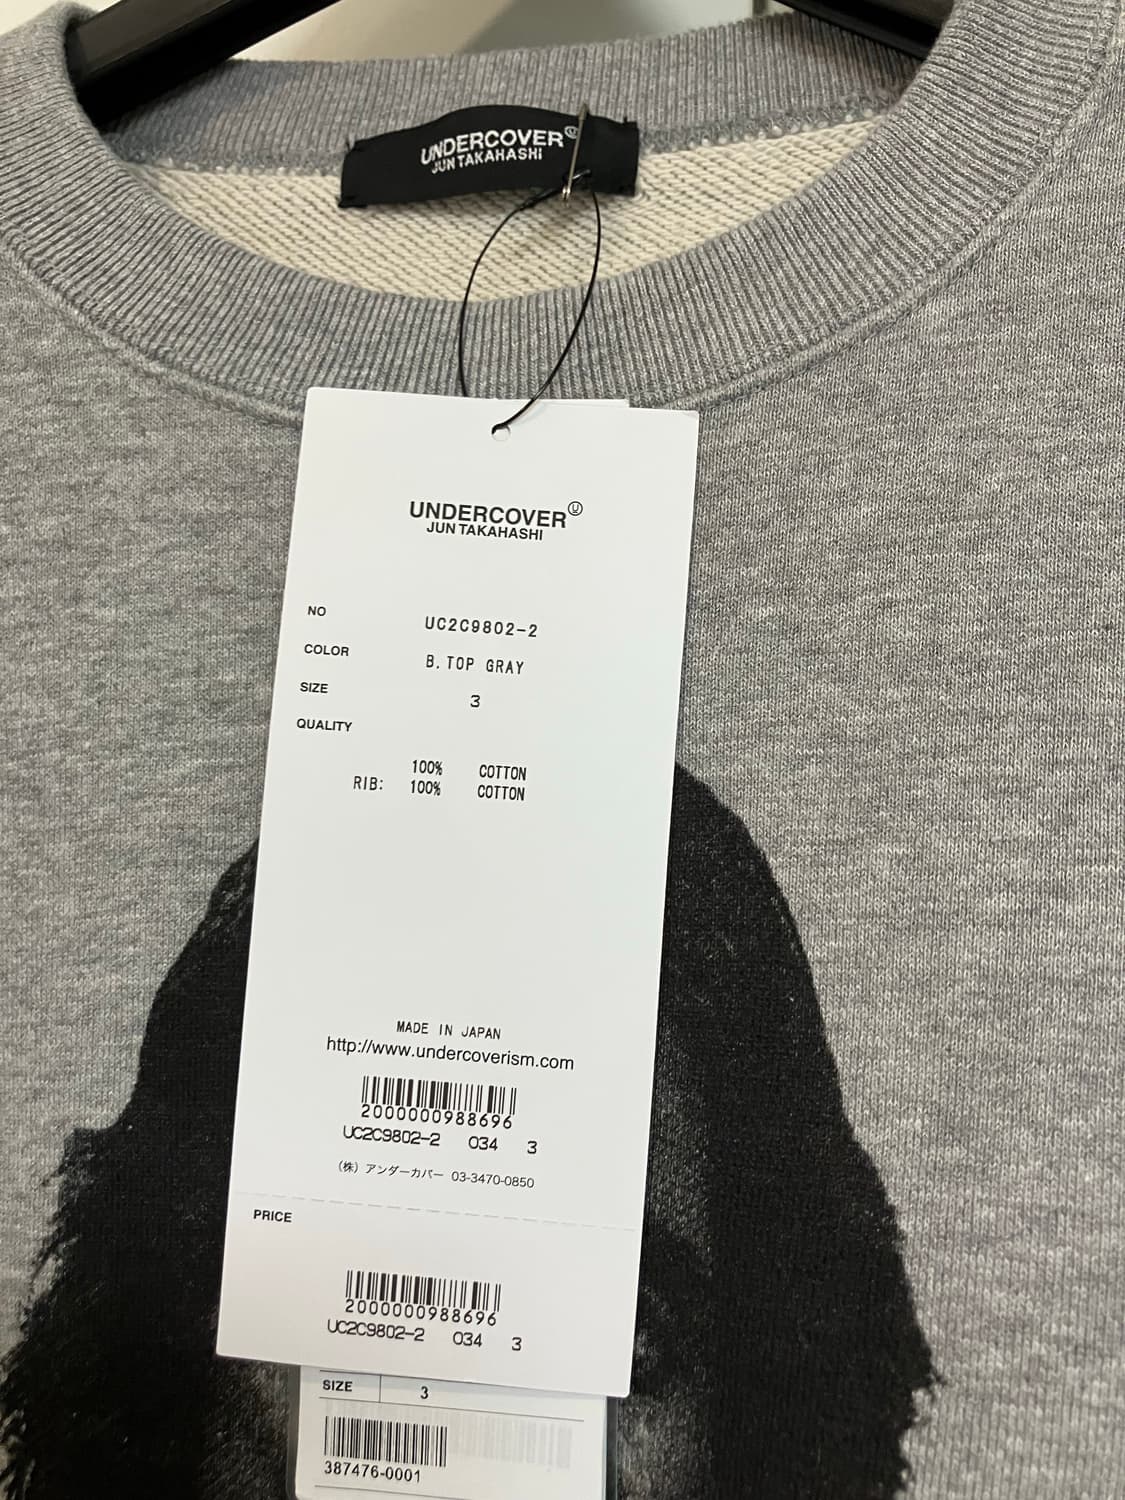 UNDERCOVER
JUN TAKAHASHI
UNDERCOVER
JUN TAKAHASHI
NO UC2C9802-2
COLOR B.TOP GRAY
SIZE 3
QUALITY
100% COTTON
RIB: 100% COTTON
MADE IN JAPAN
http://www.undercoverism.com
2000000988696
UC2C9802-2 034 3
(株) アンダーカバー 03-3470-0850
PRICE
2000000988696
UC2C9802-2 034 3
SIZE 3
387476-0001